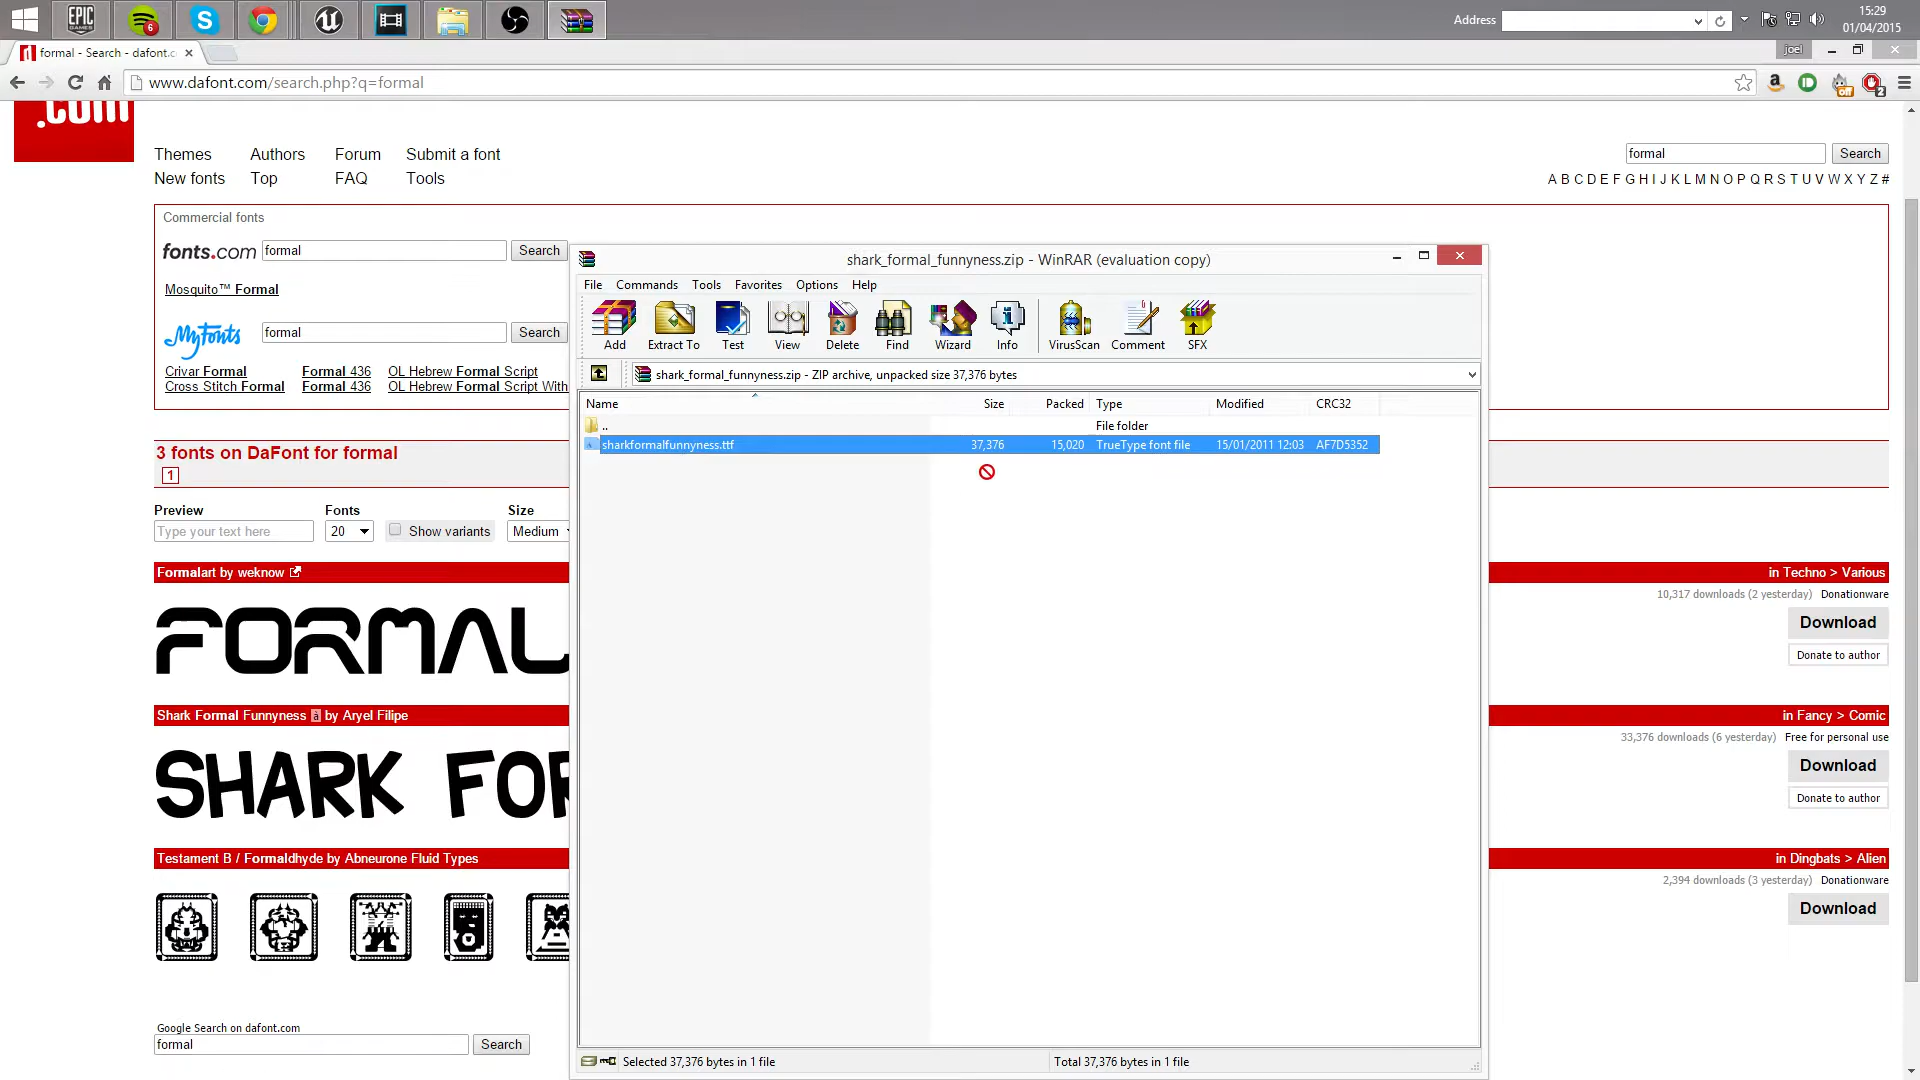 Address
15:29
01/04/2015
formal - Search - dafont.c
joel
www.dafont.com/search.php?q=formal
.com
Themes Authors Forum Submit a font
New fonts Top FAQ Tools
formal Search
A B C D E F G H I J K L M N O P Q R S T U V W X Y Z #
Commercial fonts
fonts.com formal Search
Mosquito™ Formal
MyFonts formal Search
Crivar Formal Formal 436 OL Hebrew Formal Script
Cross Stitch Formal Formal 436 OL Hebrew Formal Script With
3 fonts on DaFont for formal
1
Preview Fonts Size
Type your text here 20 Show variants Medium
Formalart by weknow in Techno > Various
10,317 downloads (2 yesterday) Donationware
FORMAL
Download
Donate to author
Shark Formal Funnyness à by Aryel Filipe in Fancy > Comic
33,376 downloads (6 yesterday) Free for personal use
SHARK FOR
Download
Donate to author
Testament B / Formaldhyde by Abneurone Fluid Types in Dingbats > Alien
2,394 downloads (3 yesterday) Donationware
Download
Google Search on dafont.com
formal Search
shark_formal_funnyness.zip - WinRAR (evaluation copy)
File Commands Tools Favorites Options Help
Add Extract To Test View Delete Find Wizard Info VirusScan Comment SFX
shark_formal_funnyness.zip - ZIP archive, unpacked size 37,376 bytes
Name Size Packed Type Modified CRC32
.. File folder
sharkformalfunnyness.ttf 37,376 15,020 TrueType font file 15/01/2011 12:03 AF7D5352
Selected 37,376 bytes in 1 file Total 37,376 bytes in 1 file